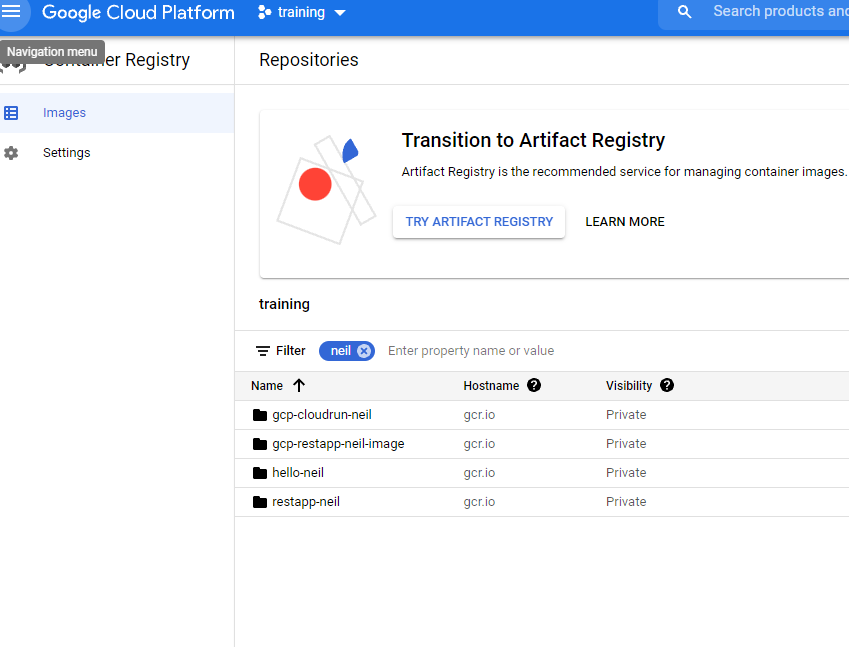 Google Cloud Platform training Search products and
Navigation menu
Container Registry Repositories
Images
Settings
Transition to Artifact Registry
Artifact Registry is the recommended service for managing container images.
TRY ARTIFACT REGISTRY LEARN MORE
training
Filter neil Enter property name or value
Name Hostname Visibility
gcp-cloudrun-neil gcr.io Private
gcp-restapp-neil-image gcr.io Private
hello-neil gcr.io Private
restapp-neil gcr.io Private